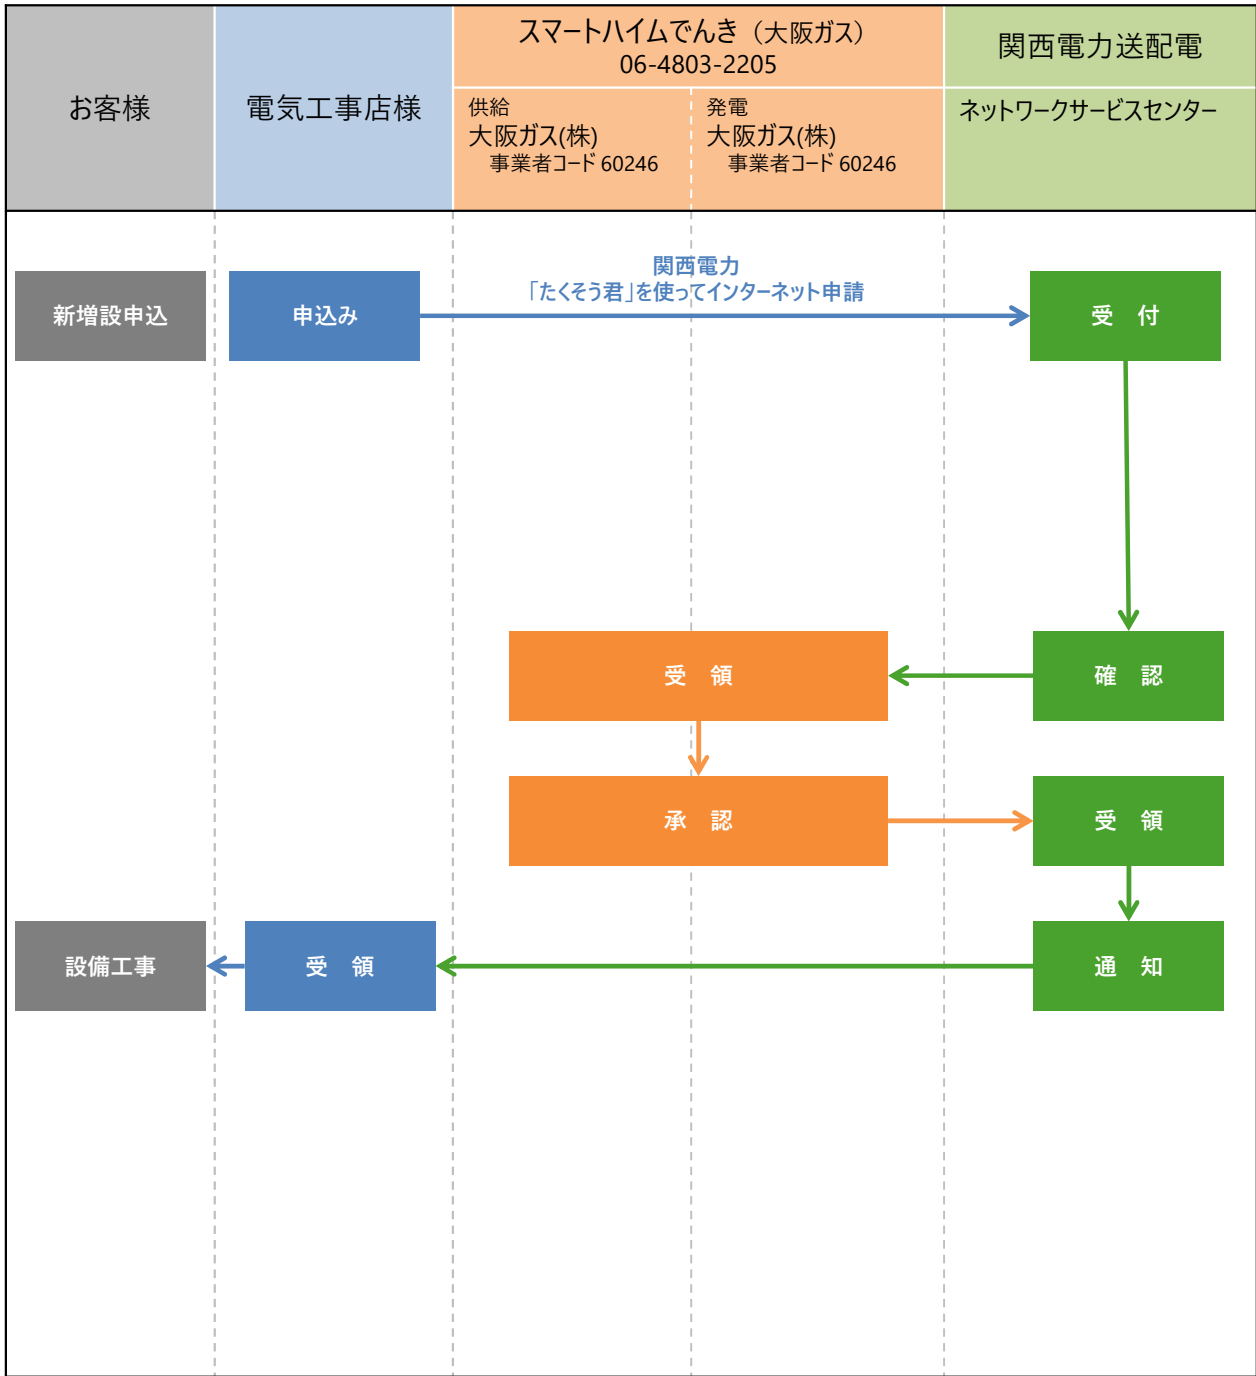 お客様
電気工事店様
スマートハイムでんき（大阪ガス）
06-4803-2205
関西電力送配電
供給
大阪ガス(株)
事業者コード 60246
発電
大阪ガス(株)
事業者コード 60246
ネットワークサービスセンター
関西電力
「たくそう君」を使ってインターネット申請
新増設申込
申込み
受　付
受　領
確　認
承　認
受　領
設備工事
受　領
通　知